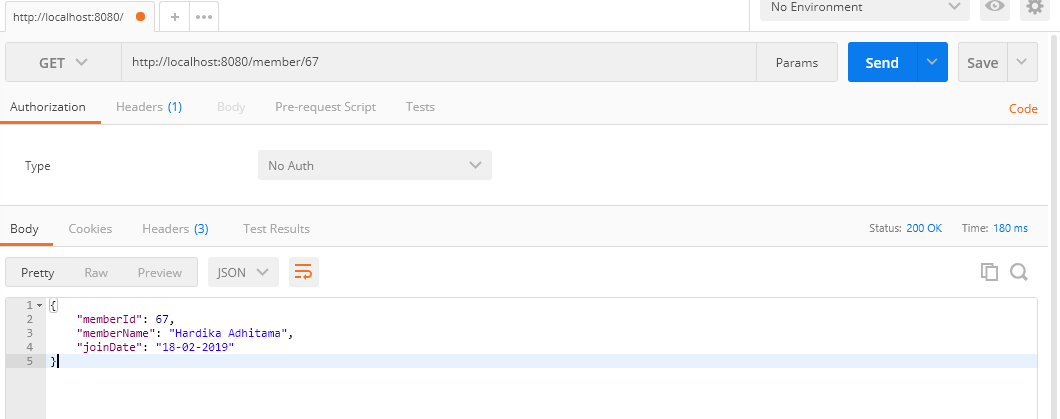 http://localhost:8080/
No Environment
GET http://localhost:8080/member/67 Params Send Save
Authorization Headers (1) Body Pre-request Script Tests Code
Type No Auth
Body Cookies Headers (3) Test Results Status: 200 OK Time: 180 ms
Pretty Raw Preview JSON
1 {
2 "memberId": 67,
3 "memberName": "Hardika Adhitama",
4 "joinDate": "18-02-2019"
5 }